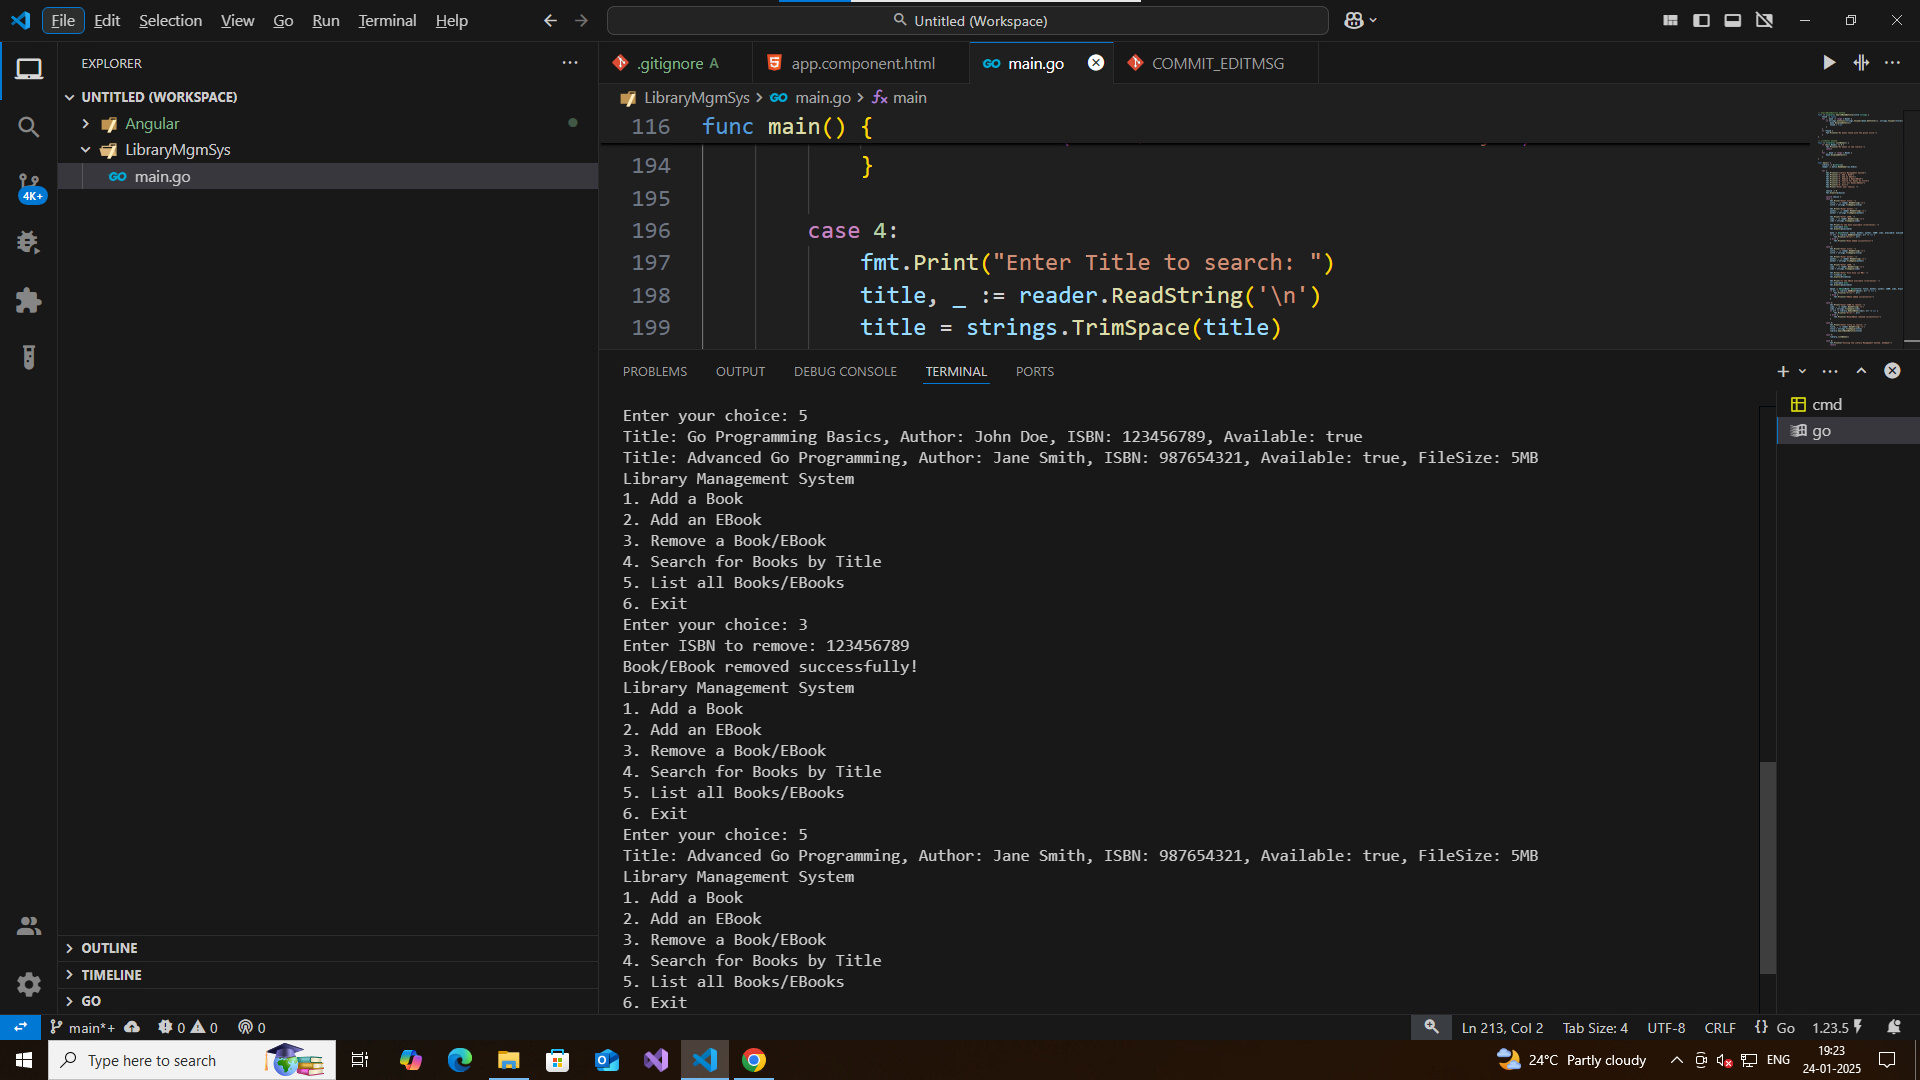 File Edit Selection View Go Run Terminal Help
Untitled (Workspace)
EXPLORER
UNTITLED (WORKSPACE)
Angular
LibraryMgmSys
GO main.go
4K+
OUTLINE
TIMELINE
GO
.gitignore A
app.component.html
GO main.go
COMMIT_EDITMSG
LibraryMgmSys > GO main.go > main
116 func main() {
194 }
195
196 case 4:
197 fmt.Print("Enter Title to search: ")
198 title, _ := reader.ReadString('\n')
199 title = strings.TrimSpace(title)
PROBLEMS OUTPUT DEBUG CONSOLE TERMINAL PORTS
cmd
go
Enter your choice: 5
Title: Go Programming Basics, Author: John Doe, ISBN: 123456789, Available: true
Title: Advanced Go Programming, Author: Jane Smith, ISBN: 987654321, Available: true, FileSize: 5MB
Library Management System
1. Add a Book
2. Add an EBook
3. Remove a Book/EBook
4. Search for Books by Title
5. List all Books/EBooks
6. Exit
Enter your choice: 3
Enter ISBN to remove: 123456789
Book/EBook removed successfully!
Library Management System
1. Add a Book
2. Add an EBook
3. Remove a Book/EBook
4. Search for Books by Title
5. List all Books/EBooks
6. Exit
Enter your choice: 5
Title: Advanced Go Programming, Author: Jane Smith, ISBN: 987654321, Available: true, FileSize: 5MB
Library Management System
1. Add a Book
2. Add an EBook
3. Remove a Book/EBook
4. Search for Books by Title
5. List all Books/EBooks
6. Exit
main*+ 0 0 0
Ln 213, Col 2 Tab Size: 4 UTF-8 CRLF {} Go 1.23.5
Type here to search
24°C Partly cloudy
ENG
19:23
24-01-2025